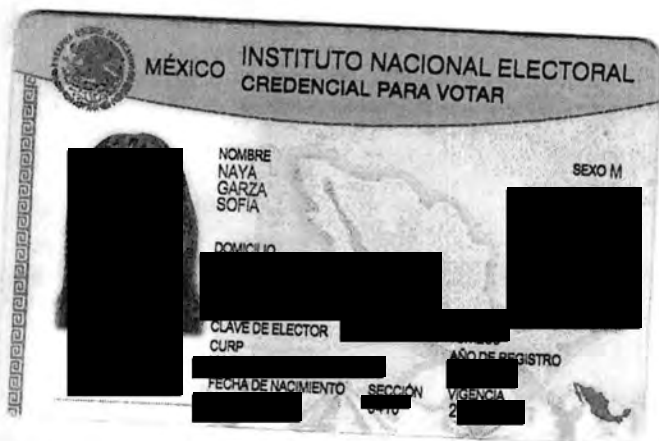 MÉXICO INSTITUTO NACIONAL ELECTORAL
CREDENCIAL PARA VOTAR
NOMBRE
NAYA
GARZA
SOFIA
SEXO M
DOMICILIO
CLAVE DE ELECTOR
CURP
AÑO DE REGISTRO
FECHA DE NACIMIENTO SECCIÓN VIGENCIA